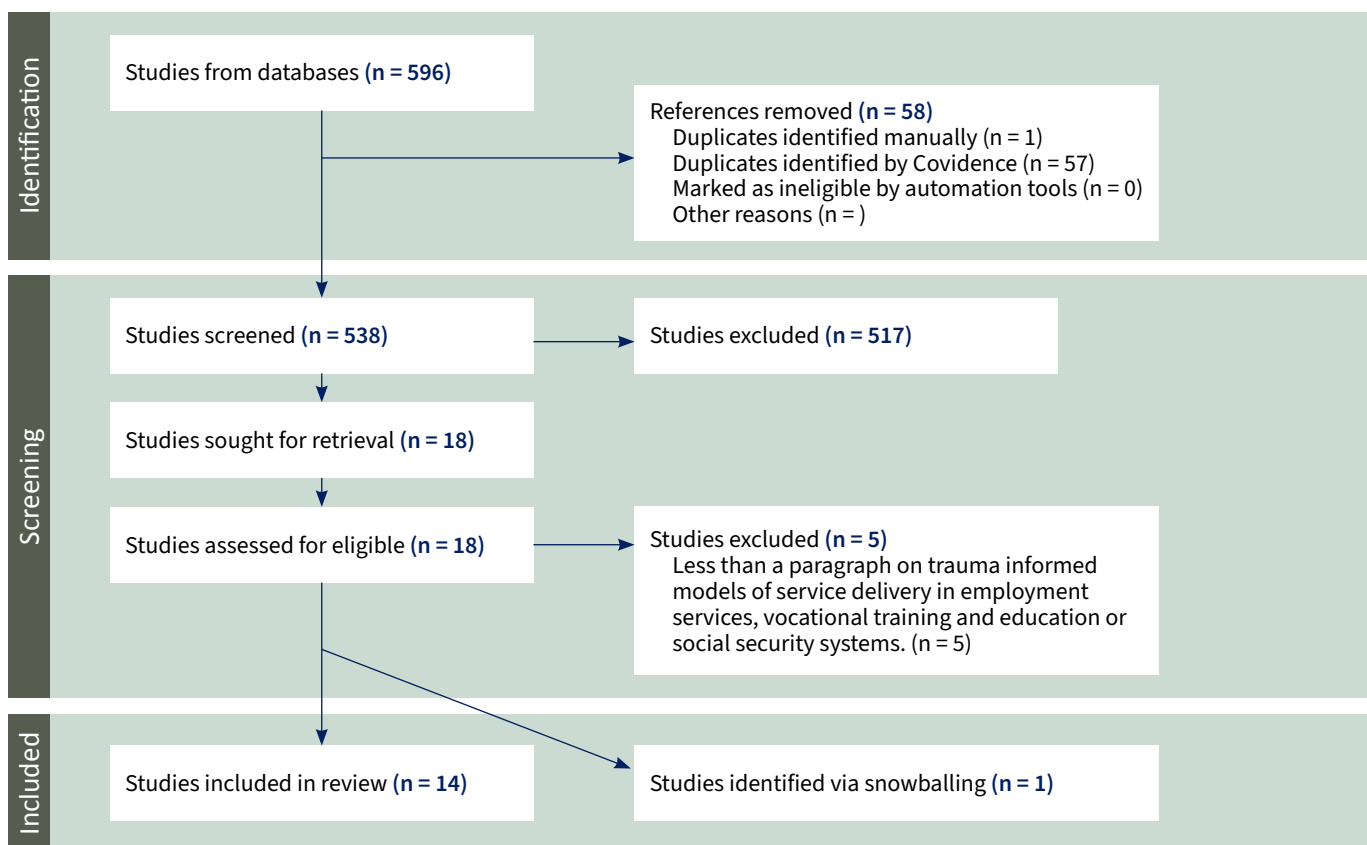 Identification
Studies from databases (n = 596)
References removed (n = 58)
Duplicates identified manually (n = 1)
Duplicates identified by Covidence (n = 57)
Marked as ineligible by automation tools (n = 0)
Other reasons (n = )
Screening
Studies screened (n = 538)
Studies excluded (n = 517)
Studies sought for retrieval (n = 18)
Studies assessed for eligible (n = 18)
Studies excluded (n = 5)
Less than a paragraph on trauma informed
models of service delivery in employment
services, vocational training and education or
social security systems. (n = 5)
Included
Studies included in review (n = 14)
Studies identified via snowballing (n = 1)